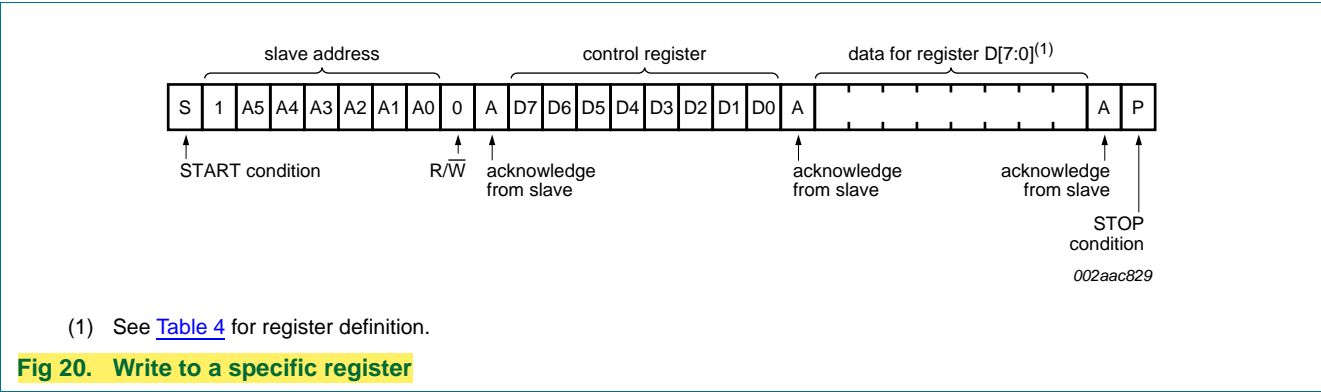 slave address control register data for register D[7:0](1)
S 1 A5 A4 A3 A2 A1 A0 0 A D7 D6 D5 D4 D3 D2 D1 D0 A A P
START condition R/W̅ acknowledge from slave acknowledge from slave acknowledge from slave
STOP
condition
002aac829
(1) See Table 4 for register definition.
Fig 20. Write to a specific register